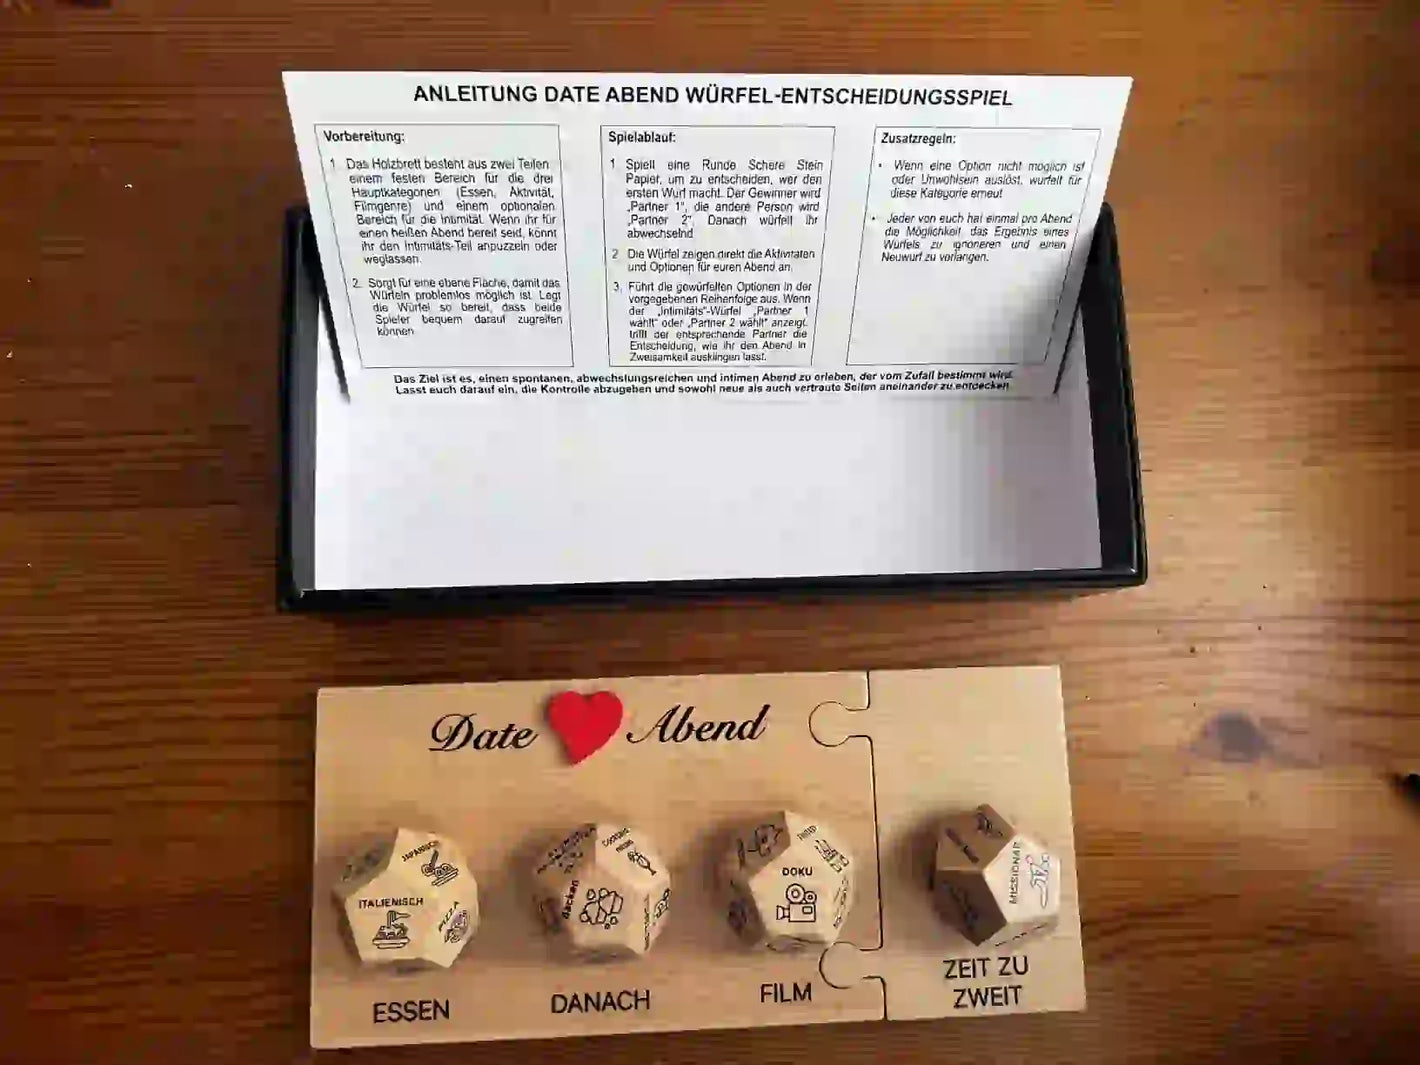 ANLEITUNG DATE ABEND WÜRFEL-ENTSCHEIDUNGSSPIEL
Vorbereitung:
1. Das Holzbrett besteht aus zwei Teilen:
einem festen Bereich für die drei
Hauptkategorien (Essen, Aktivität,
Filmgenre) und einem optionalen
Bereich für die Intimität. Wenn ihr für
einen heißen Abend bereit seid, könnt
ihr den Intimitäts-Teil anpuzzeln oder
weglassen.
2. Sorgt für eine ebene Fläche, damit das
Würfeln problemlos möglich ist. Legt
die Würfel so bereit, dass beide
Spieler bequem darauf zugreifen
können
Spielablauf:
1 Spielt eine Runde Schere Stein
Papier, um zu entscheiden, wer den
ersten Wurf macht. Der Gewinner wird
„Partner 1", die andere Person wird
„Partner 2". Danach würfelt ihr
abwechselnd
2 Die Würfel zeigen direkt die Aktivitäten
und Optionen für euren Abend an.
3. Führt die gewürfelten Optionen in der
vorgegebenen Reihenfolge aus. Wenn
der „Intimitäts"-Würfel „Partner 1
wählt" oder „Partner 2 wählt" anzeigt,
trifft der entsprechende Partner die
Entscheidung, wie ihr den Abend in
Zweisamkeit ausklingen lasst.
Zusatzregeln:
• Wenn eine Option nicht möglich ist
oder Unwohlsein auslöst, würfelt für
diese Kategorie erneut
• Jeder von euch hat einmal pro Abend
die Möglichkeit, das Ergebnis eines
Würfels zu ignorieren und einen
Neuwurf zu verlangen.
Das Ziel ist es, einen spontanen, abwechslungsreichen und intimen Abend zu erleben, der vom Zufall bestimmt wird.
Lasst euch darauf ein, die Kontrolle abzugeben und sowohl neue als auch vertraute Seiten aneinander zu entdecken
Date Abend
JAPANISCH
ITALIENISCH
PIZZA
Backen
DOKU
MISSIONAR
ESSEN
DANACH
FILM
ZEIT ZU
ZWEIT